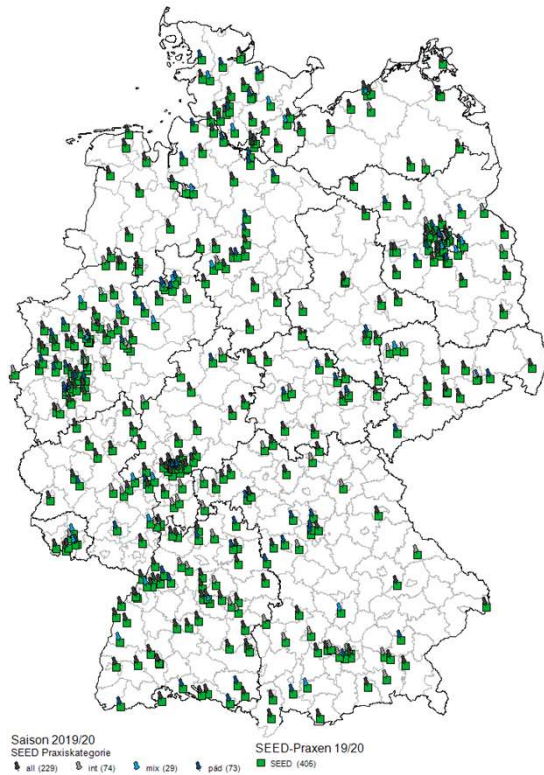 Saison 2019/20
SEED Praxiskategorie
all (229) int (74) mix (29) päd (73)
SEED-Praxen 19/20
SEED (406)